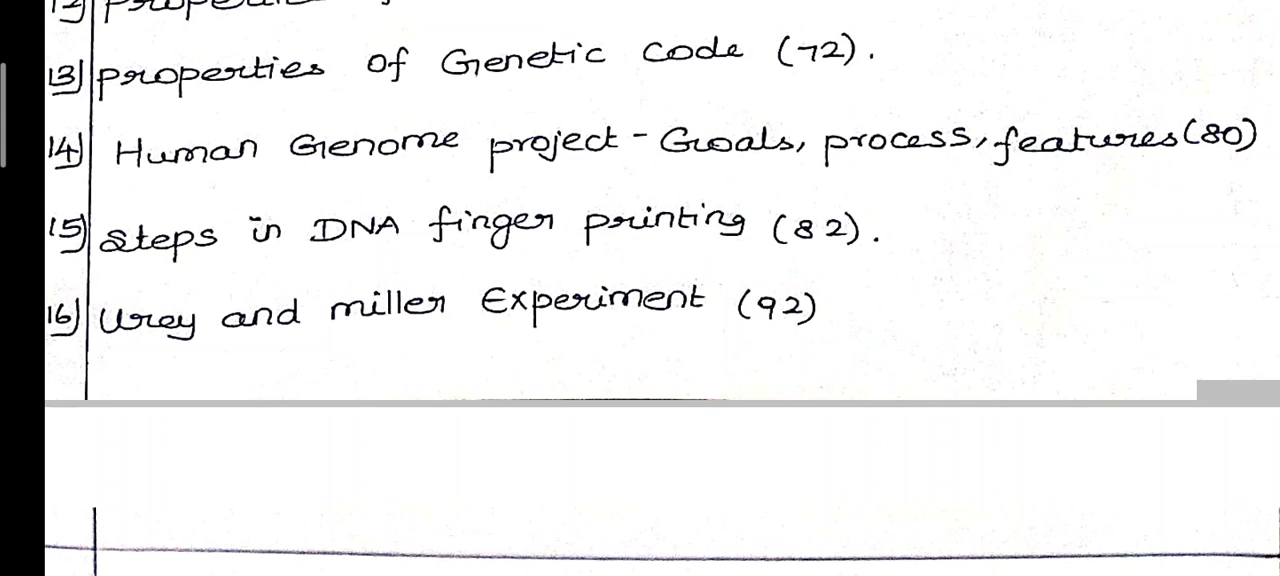 13) properties of Genetic code (72).
14) Human Genome project - Goals, process, features (80)
15) steps in DNA finger printing (82).
16) Urey and miller Experiment (92)